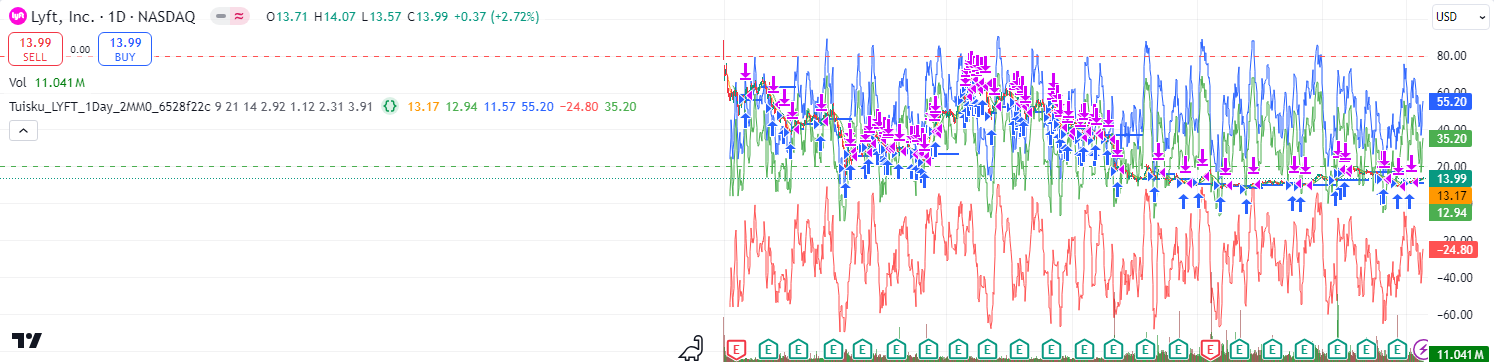 Lyft, Inc. · 1D · NASDAQ O13.71 H14.07 L13.57 C13.99 +0.37 (+2.72%)
USD
13.99
SELL
0.00
13.99
BUY
Vol 11.041 M
Tuisku_LYFT_1Day_2MM0_6528f22c 9 21 14 2.92 1.12 2.31 3.91 13.17 12.94 11.57 55.20 −24.80 35.20
80.00
60.00
55.20
40.00
35.20
20.00
13.99
13.17
12.94
−20.00
−24.80
−40.00
−60.00
11.041 M
E E E E E E E E E E E E E E E E E E E E E E